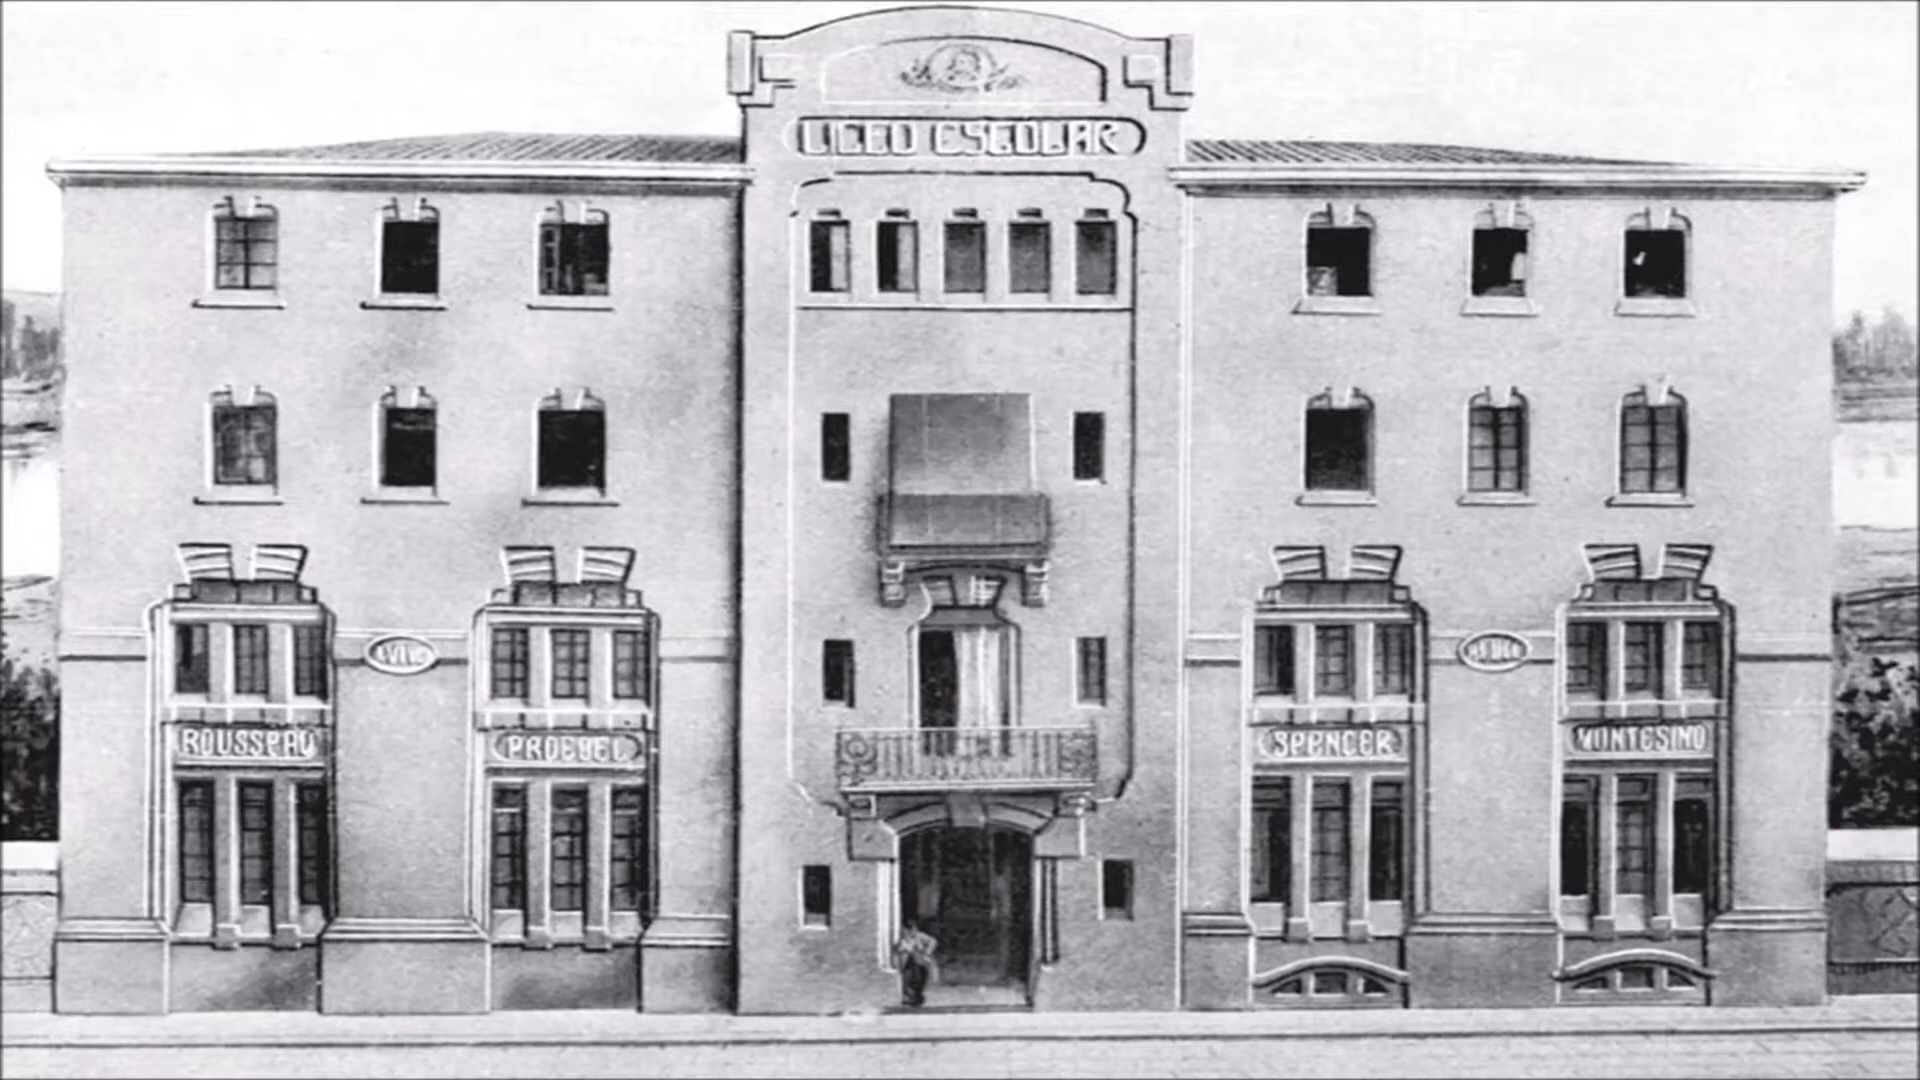 LICEO ESCOLAR
ROUSSEAU
FROEBEL
SPENCER
MONTESINO